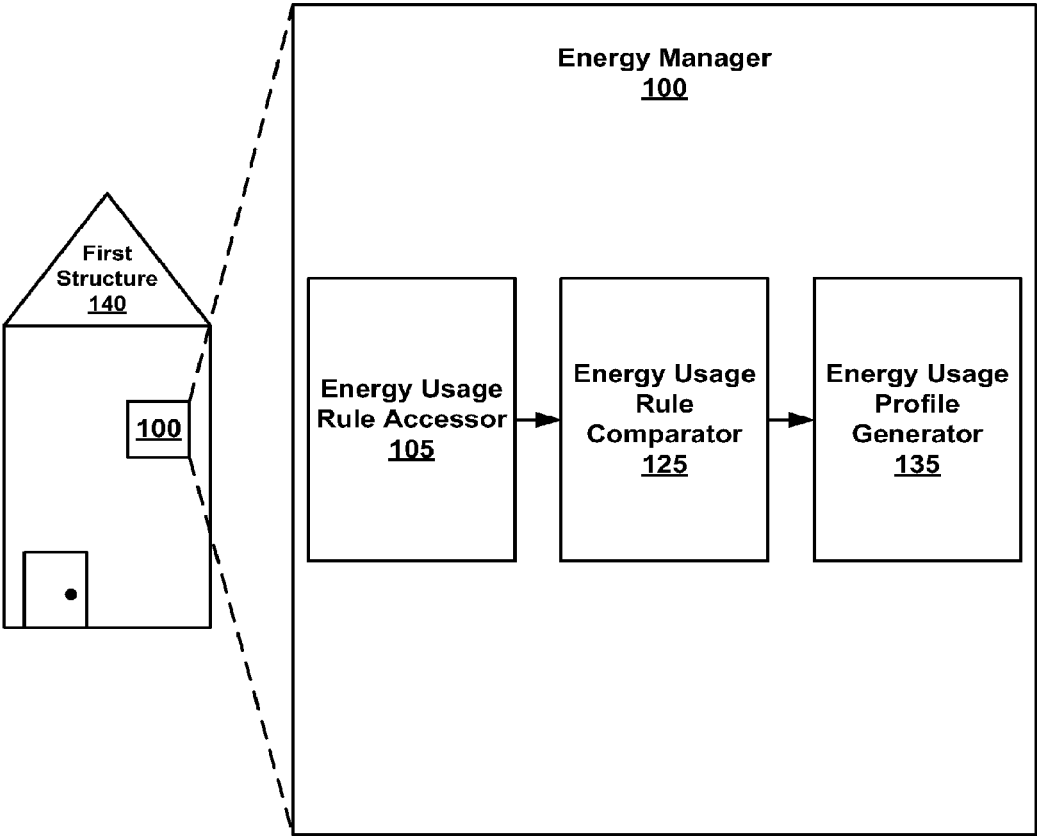 First
Structure
140
100
Energy Manager
100
Energy Usage
Rule Accessor
105
Energy Usage
Rule
Comparator
125
Energy Usage
Profile
Generator
135